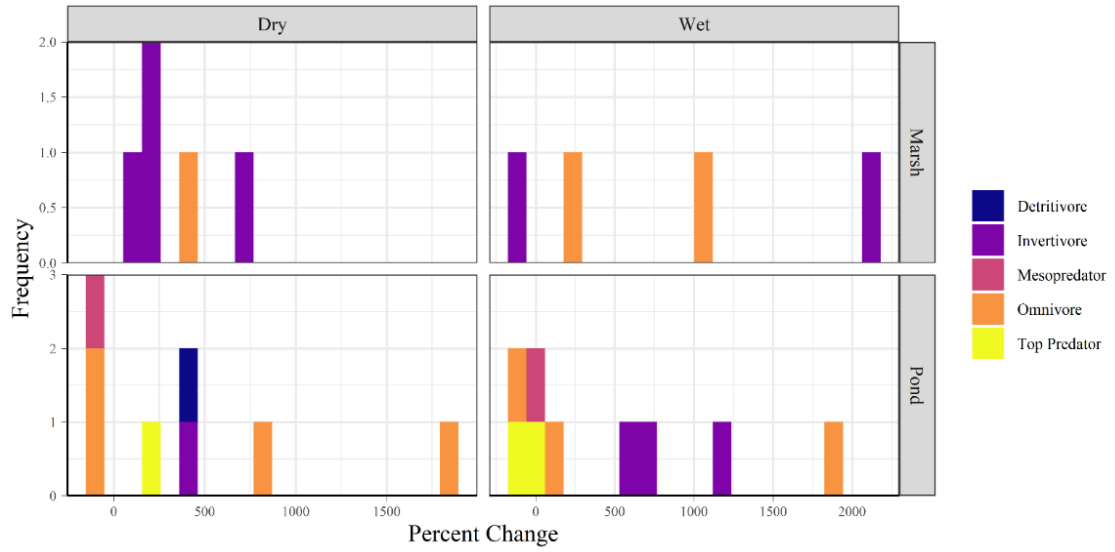 Dry
Wet
2.0
1.5
1.0
0.5
0.0
Marsh
3
2
1
0
Pond
0
500
1000
1500
0
500
1000
1500
2000
Frequency
Percent Change
Detritivore
Invertivore
Mesopredator
Omnivore
Top Predator